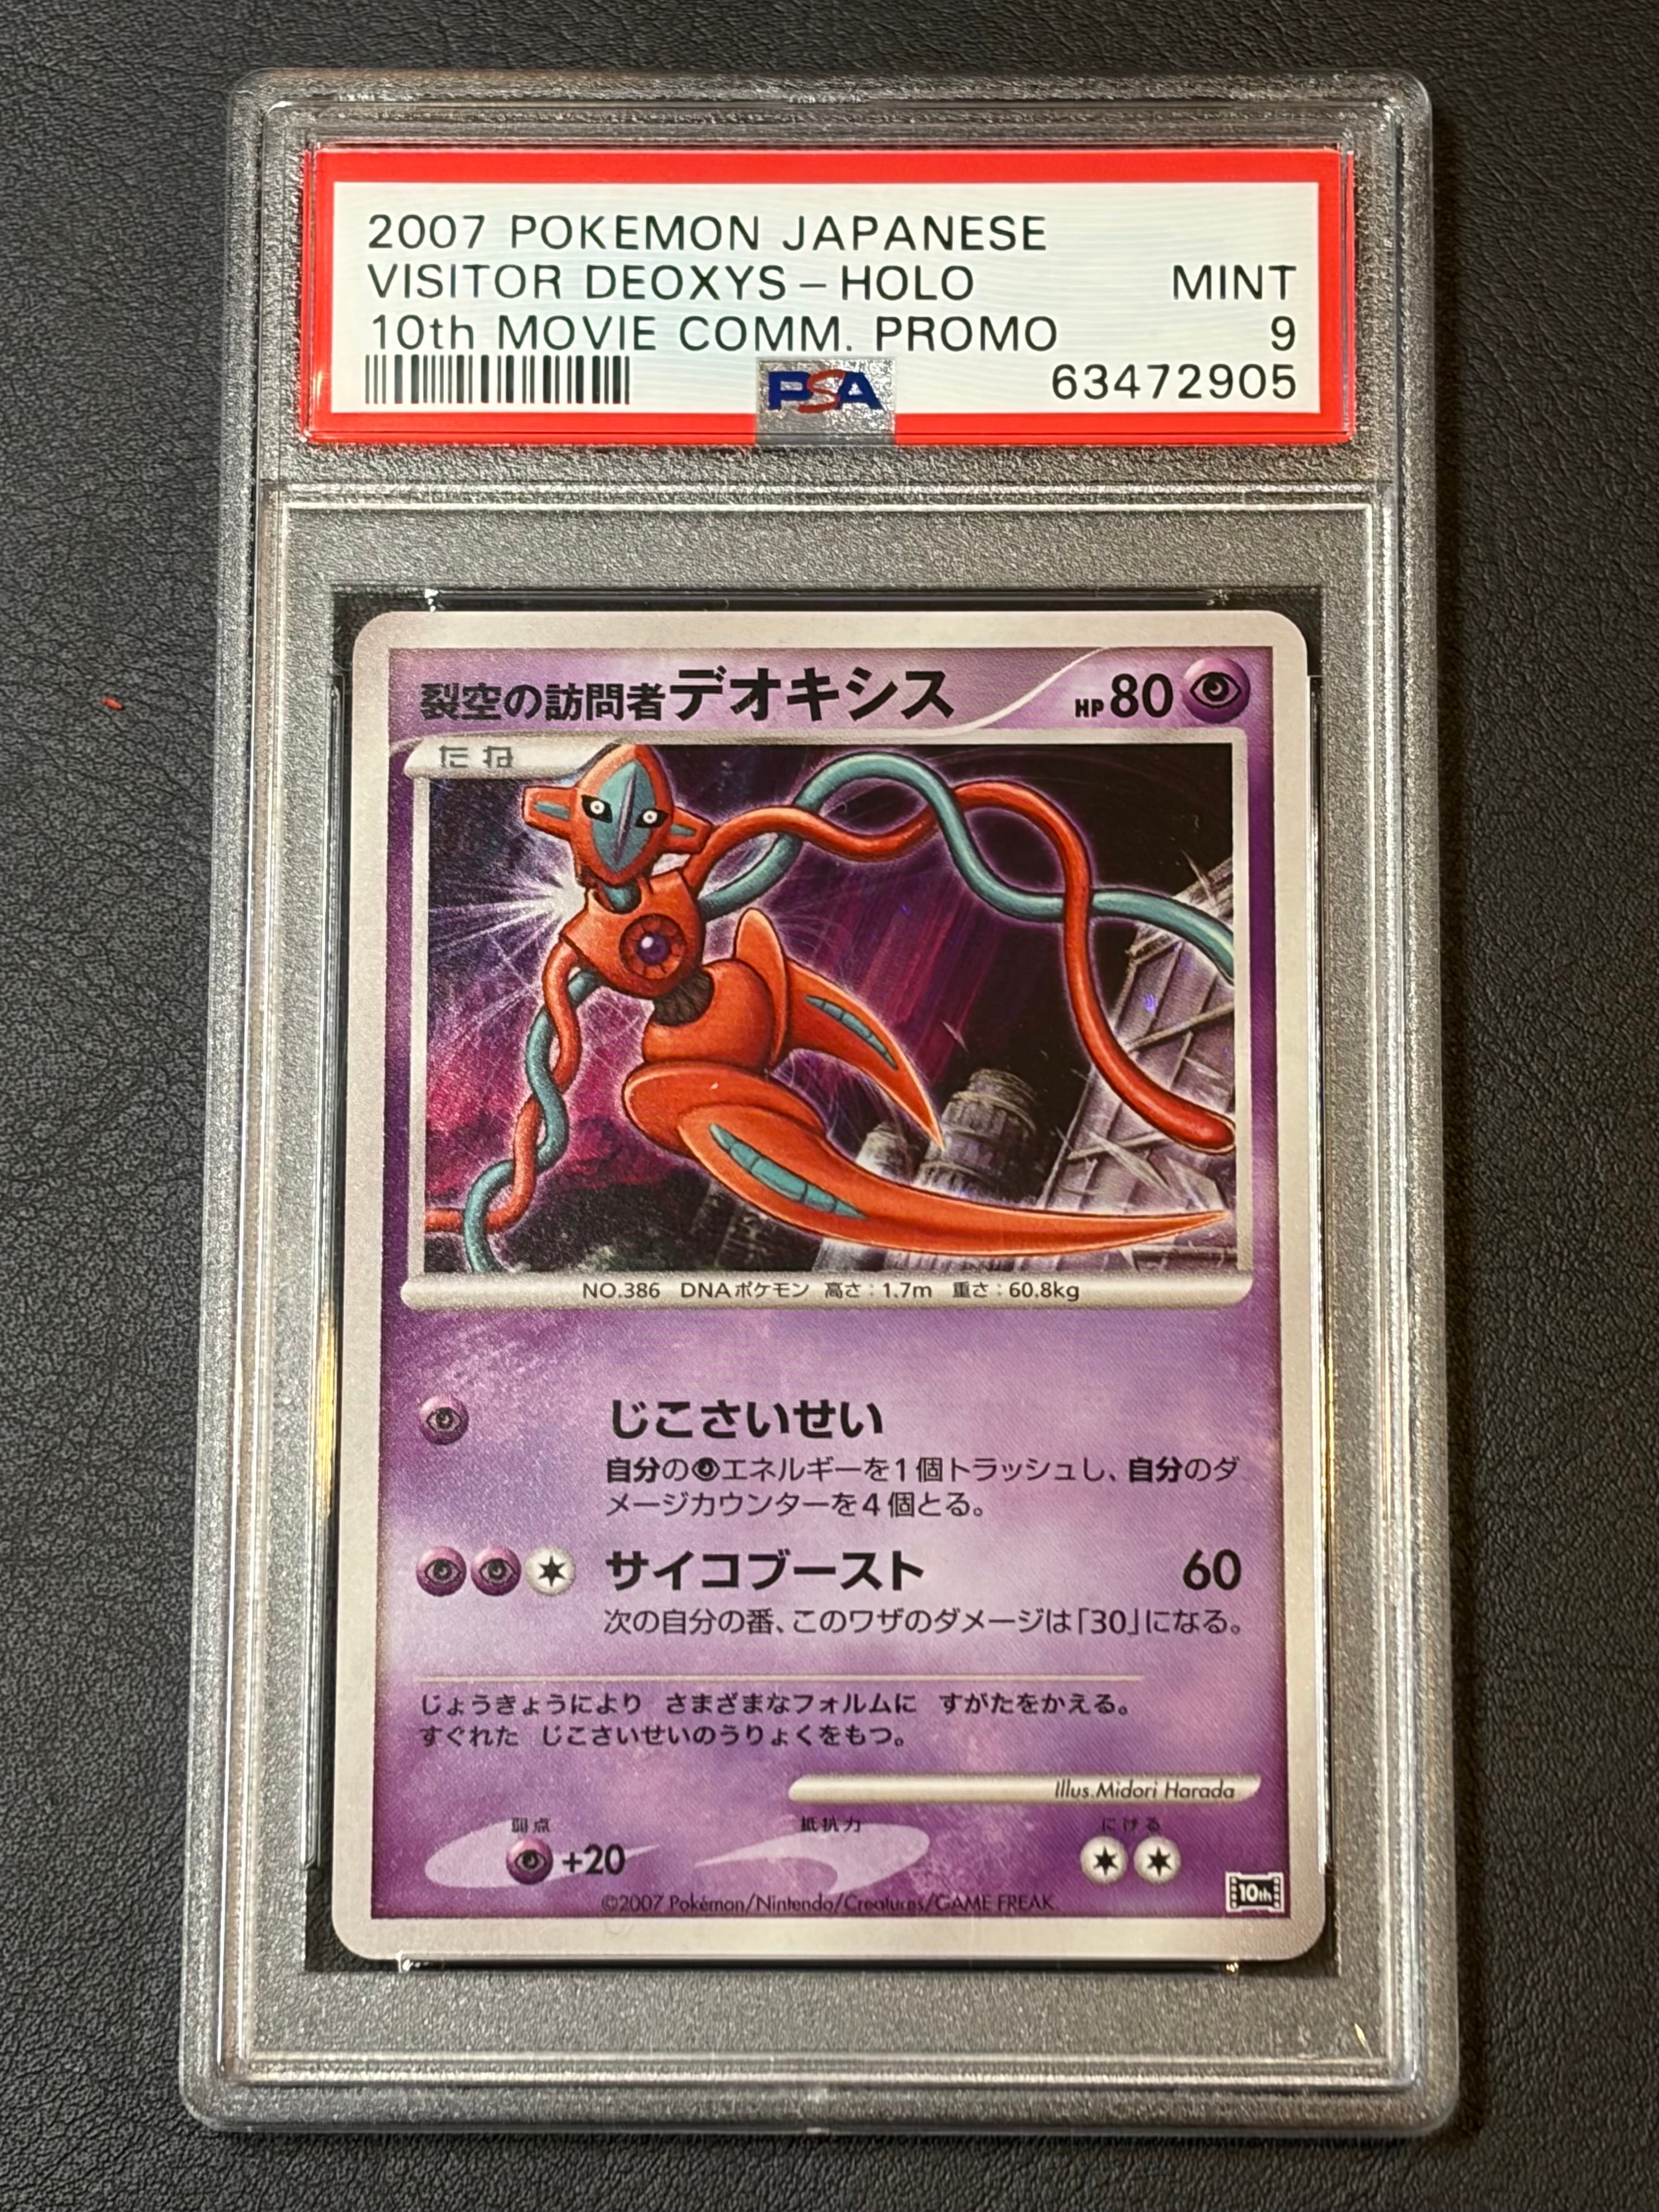 2007 POKEMON JAPANESE
VISITOR DEOXYS-HOLO MINT
10th MOVIE COMM. PROMO 9
PSA 63472905
裂空の訪問者デオキシス HP80
たね
NO.386 DNAポケモン 高さ:1.7m 重さ:60.8kg
じこさいせい
自分のエネルギーを1個トラッシュし、自分のダ
メージカウンターを4個とる。
サイコブースト 60
次の自分の番、このワザのダメージは「30」になる。
じょうきょうにより さまざまなフォルムに すがたをかえる。
すぐれた じこさいせいのうりょくをもつ。
Illus.Midori Harada
弱点 抵抗力 にげる
+20
©2007 Pokémon/Nintendo/Creatures/GAME FREAK
10th